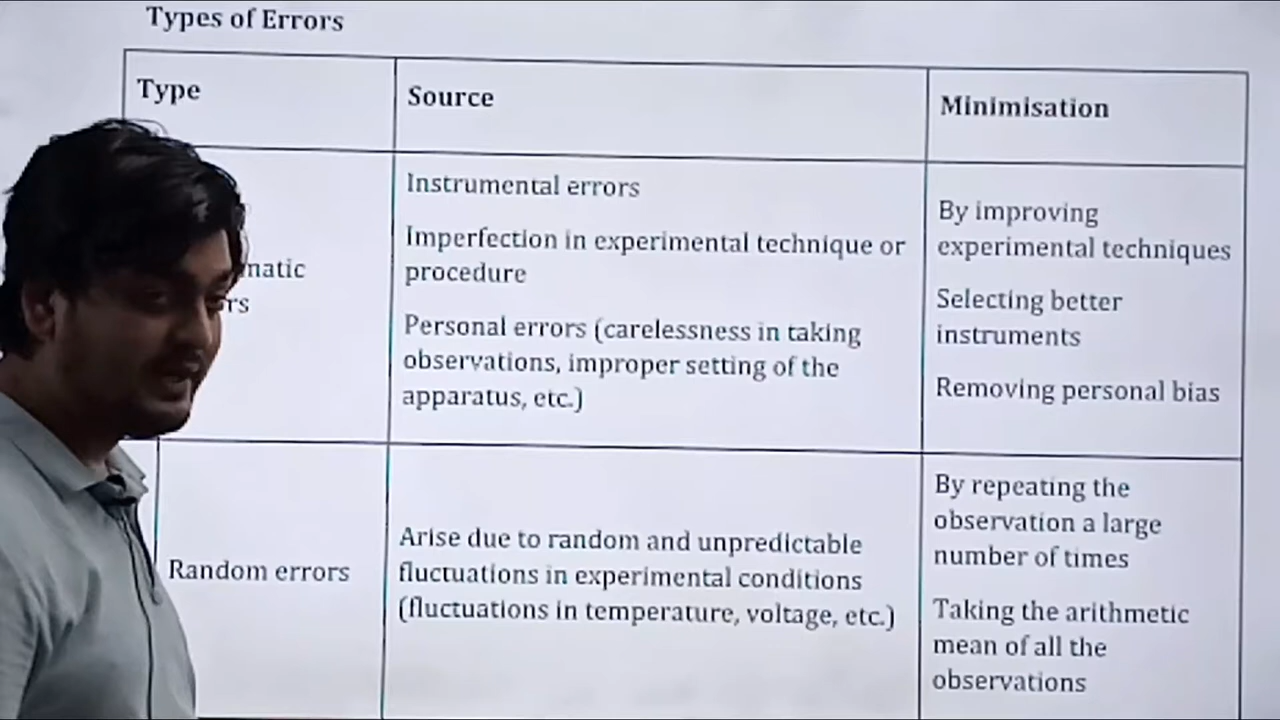 Types of Errors
Type
Source
Minimisation
matic
rs
Instrumental errors
Imperfection in experimental technique or
procedure
Personal errors (carelessness in taking
observations, improper setting of the
apparatus, etc.)
By improving
experimental techniques
Selecting better
instruments
Removing personal bias
Random errors
Arise due to random and unpredictable
fluctuations in experimental conditions
(fluctuations in temperature, voltage, etc.)
By repeating the
observation a large
number of times
Taking the arithmetic
mean of all the
observations